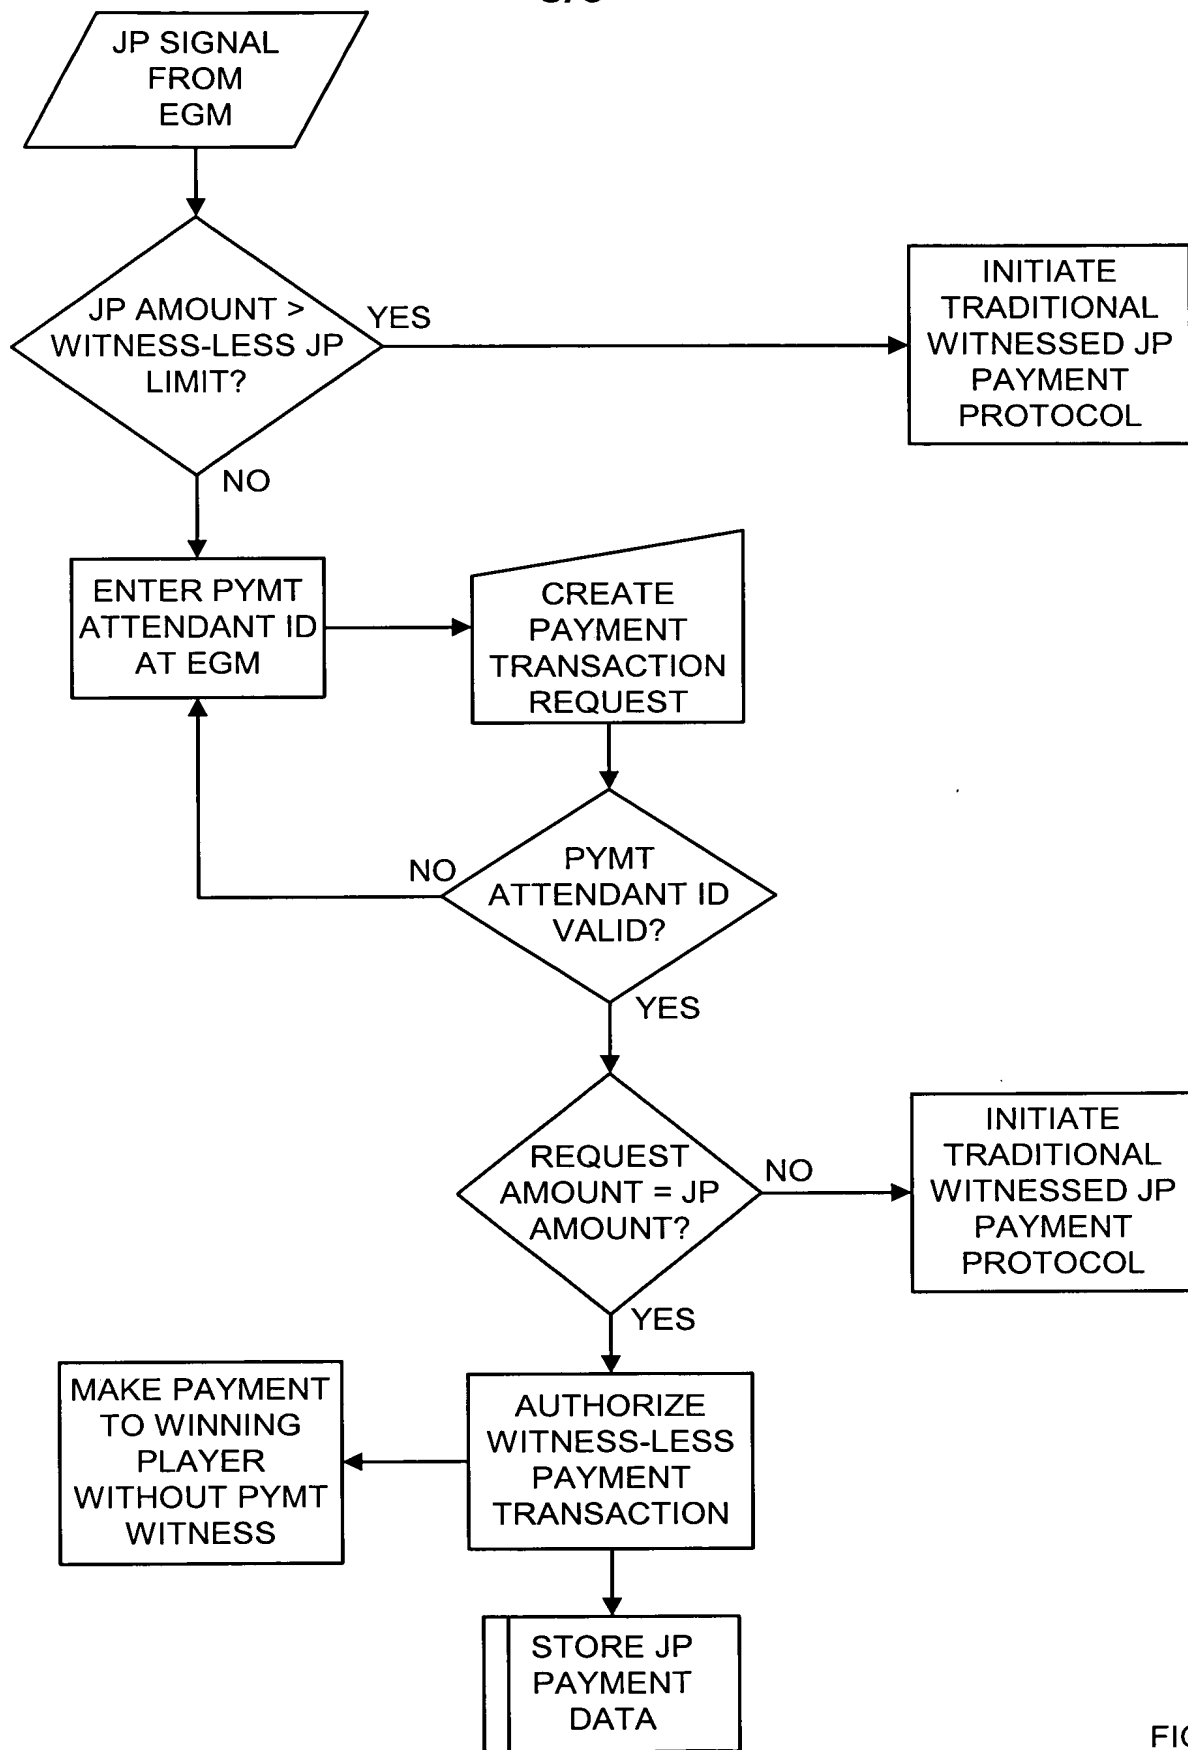 JP SIGNAL
FROM
EGM
JP AMOUNT >
WITNESS-LESS JP
LIMIT?
YES
INITIATE
TRADITIONAL
WITNESSED JP
PAYMENT
PROTOCOL
NO
ENTER PYMT
ATTENDANT ID
AT EGM
CREATE
PAYMENT
TRANSACTION
REQUEST
NO
PYMT
ATTENDANT ID
VALID?
YES
REQUEST
AMOUNT = JP
AMOUNT?
NO
INITIATE
TRADITIONAL
WITNESSED JP
PAYMENT
PROTOCOL
YES
MAKE PAYMENT
TO WINNING
PLAYER
WITHOUT PYMT
WITNESS
AUTHORIZE
WITNESS-LESS
PAYMENT
TRANSACTION
STORE JP
PAYMENT
DATA
FIG